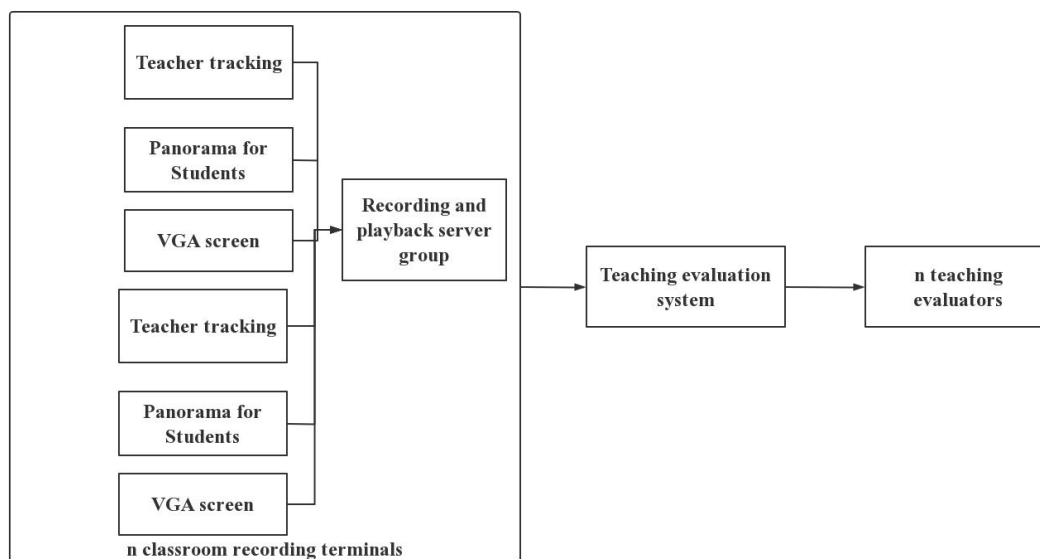 Teacher tracking
Panorama for
Students
VGA screen
Teacher tracking
Panorama for
Students
VGA screen
n classroom recording terminals
Recording and
playback server
group
Teaching evaluation
system
n teaching
evaluators